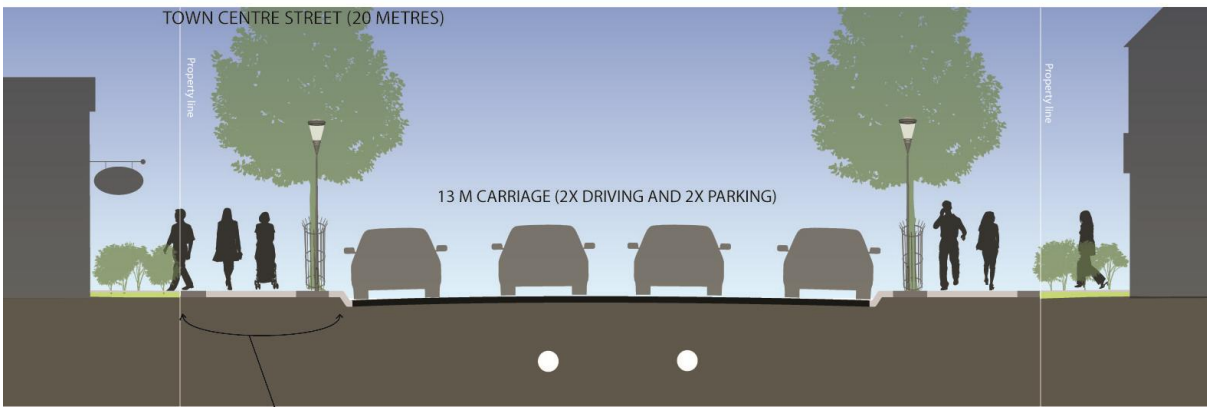 TOWN CENTRE STREET (20 METRES)
Property line
Property line
13 M CARRIAGE (2X DRIVING AND 2X PARKING)